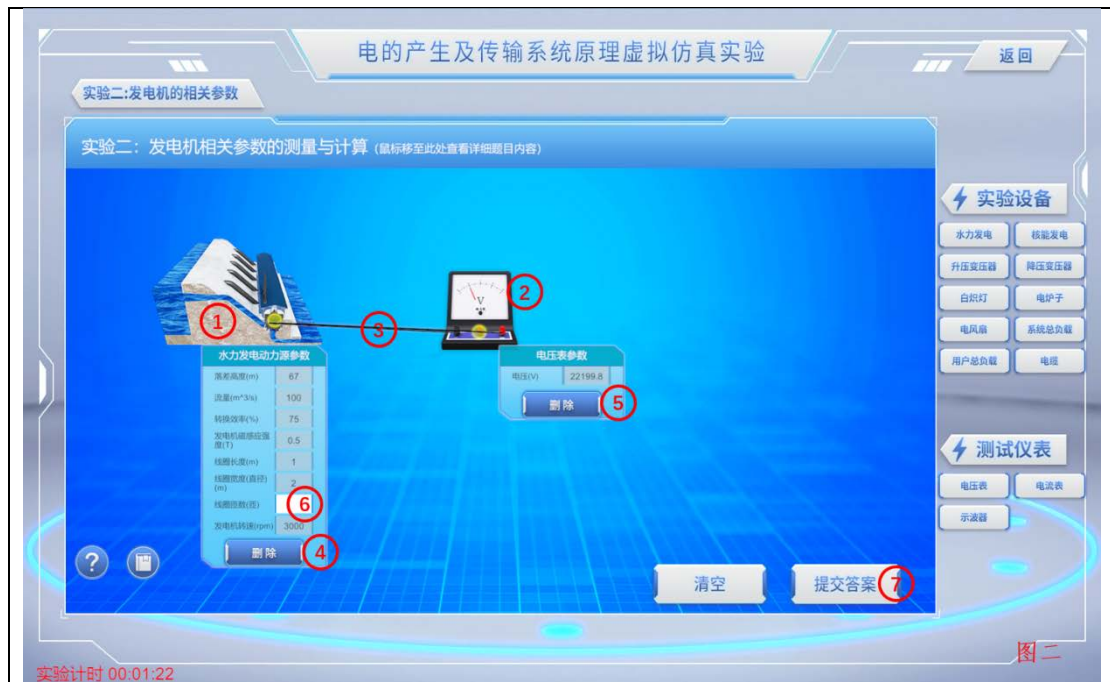 电的产生及传输系统原理虚拟仿真实验
返回
实验二:发电机的相关参数
实验二：发电机相关参数的测量与计算 (鼠标移至此处查看详细题目内容)
实验设备
水力发电 核能发电
升压变压器 降压变压器
白炽灯 电炉子
电风扇 系统总负载
用户总负载 电缆
测试仪表
电压表 电流表
示波器
1
2
V
3
水力发电动力源参数
落差高度(m) 67
流量(m^3/s) 100
转换效率(%) 75
发电机磁感应强
度(T) 0.5
线圈长度(m) 1
线圈宽度(直径)
(m) 2
线圈匝数(匝) 6
发电机转速(rpm) 3000
删除 4
电压表参数
电压(V) 22199.8
删除 5
?
清空
提交答案 7
实验计时 00:01:22
图二